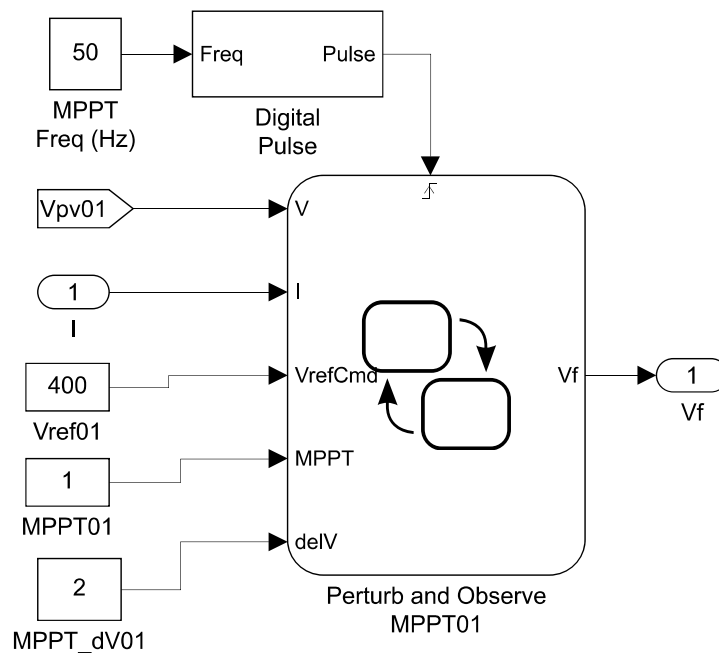 50
MPPT
Freq (Hz)
Freq
Pulse
Digital
Pulse
Vpv01
V
1
I
I
400
Vref01
VrefCmd
Vf
1
Vf
1
MPPT01
MPPT
2
MPPT_dV01
delV
Perturb and Observe
MPPT01